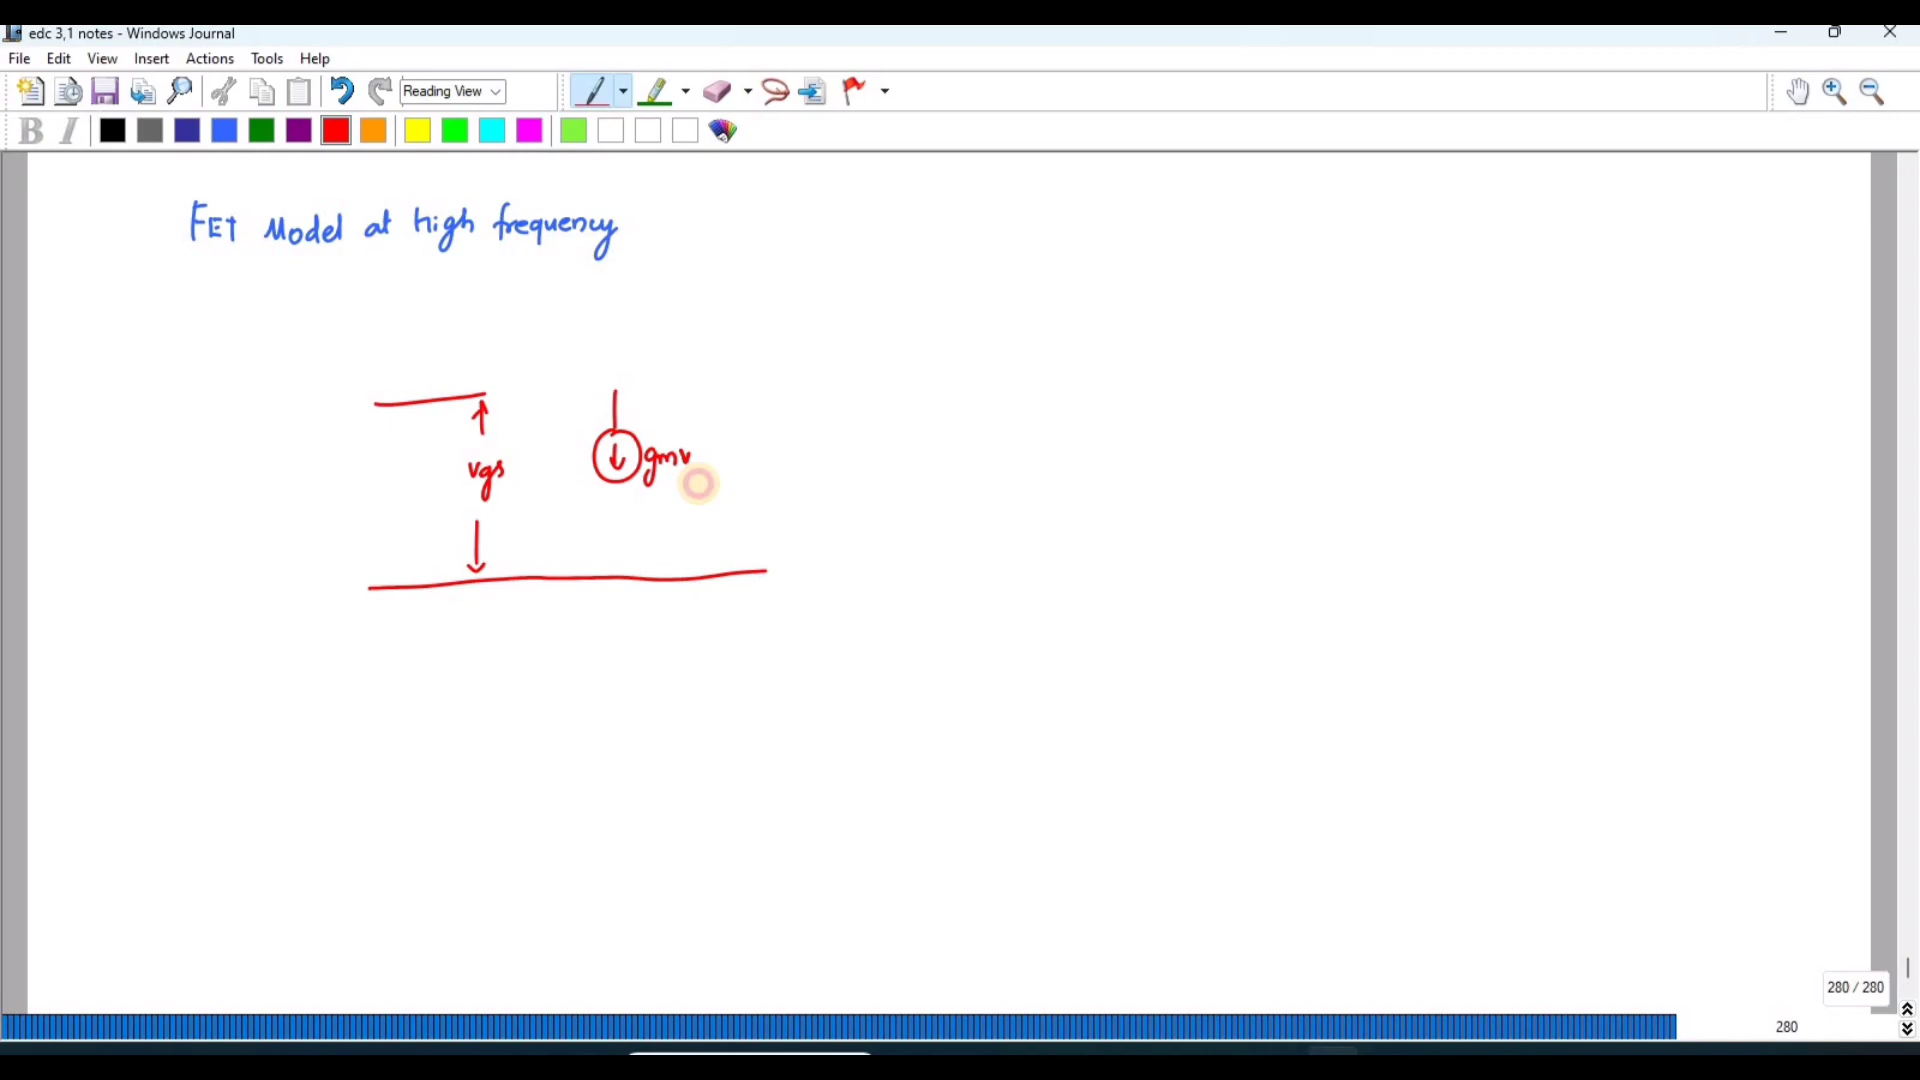 edc 3,1 notes - Windows Journal
File Edit View Insert Actions Tools Help
Reading View
B I
FET Model at high frequency
vgs
gmv
280 / 280
280